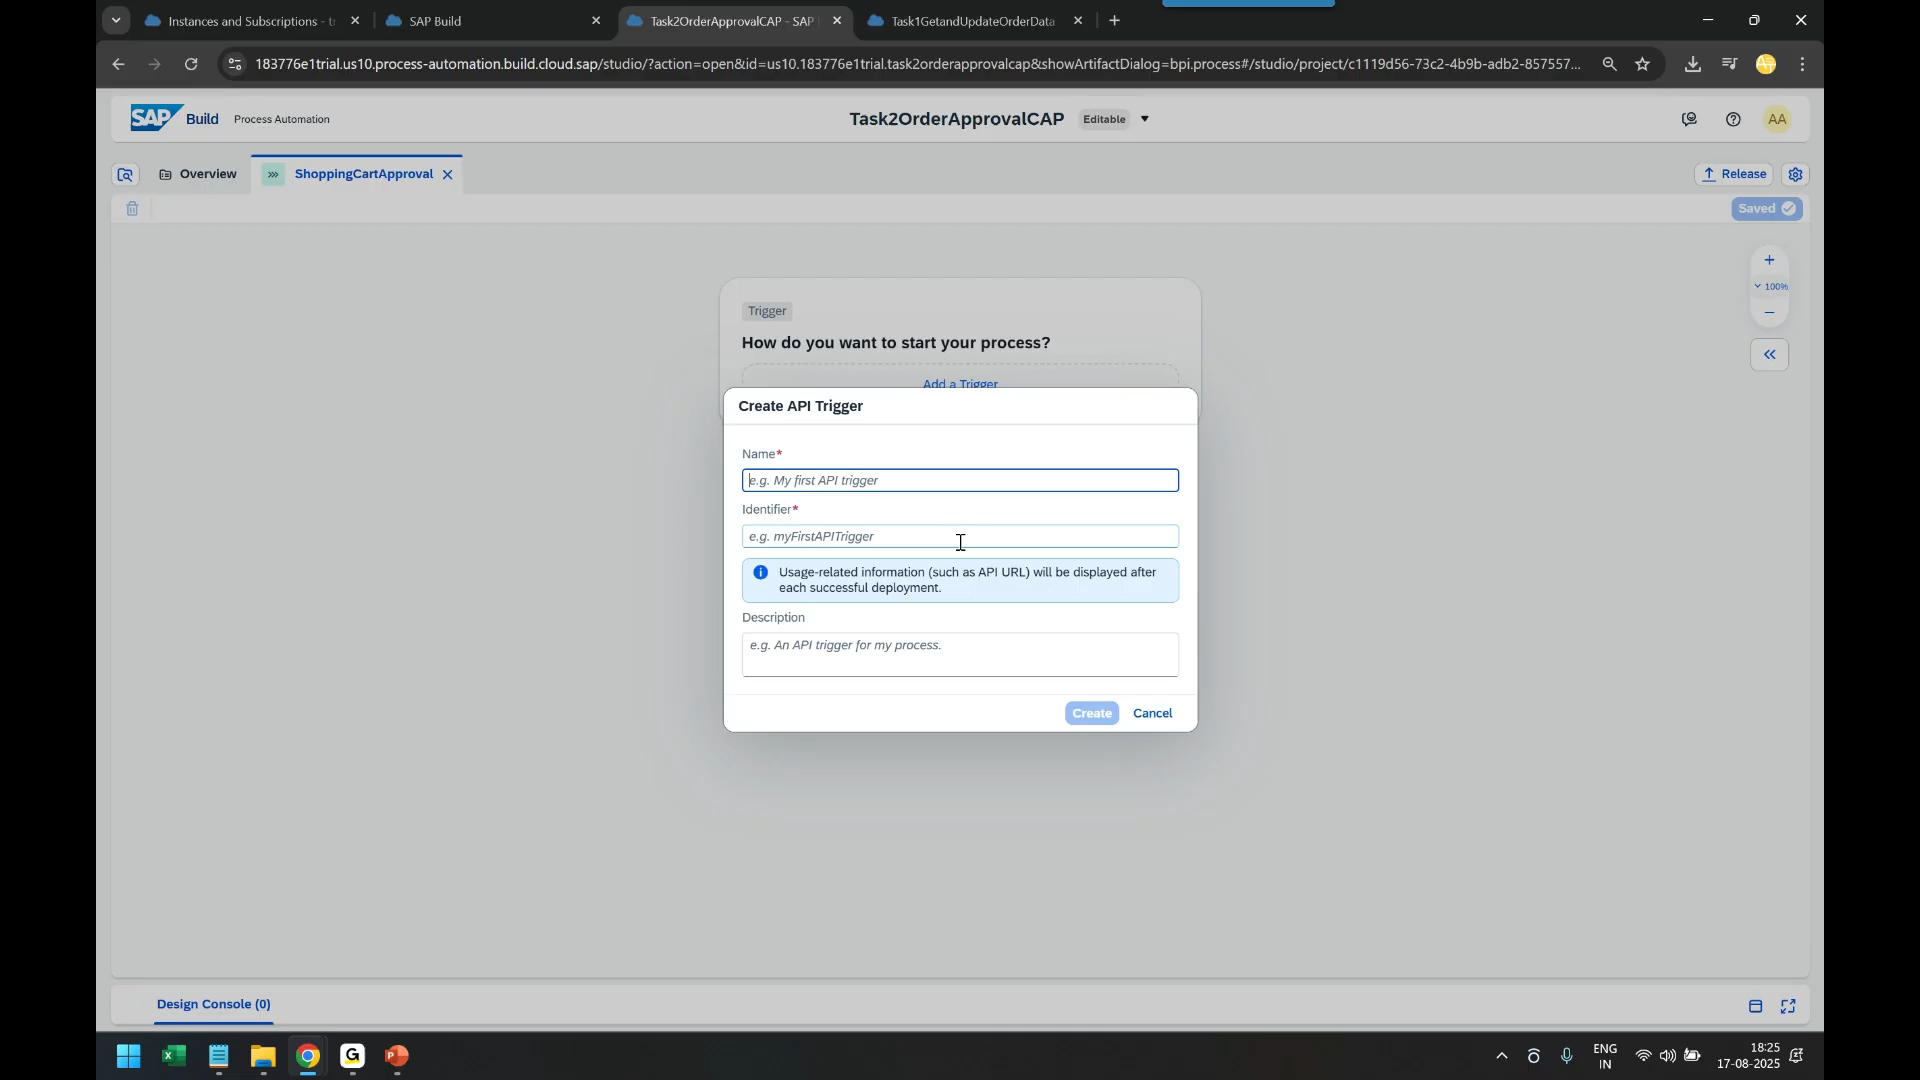 Instances and Subscriptions - tr
SAP Build
Task2OrderApprovalCAP - SAP
Task1GetandUpdateOrderData
183776e1trial.us10.process-automation.build.cloud.sap/studio/?action=open&id=us10.183776e1trial.task2orderapprovalcap&showArtifactDialog=bpi.process#/studio/project/c1119d56-73c2-4b9b-adb2-857557...
SAP Build Process Automation
Task2OrderApprovalCAP Editable
AA
Overview
ShoppingCartApproval
Release
Saved
100%
Trigger
How do you want to start your process?
Add a Trigger
Create API Trigger
Name*
e.g. My first API trigger
Identifier*
e.g. myFirstAPITrigger
Usage-related information (such as API URL) will be displayed after
each successful deployment.
Description
e.g. An API trigger for my process.
Create Cancel
Design Console (0)
ENG
IN
18:25
17-08-2025